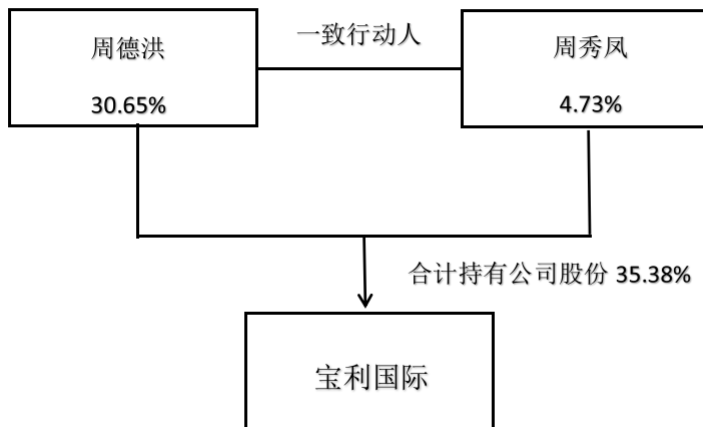 周德洪
30.65%
一致行动人
周秀凤
4.73%
合计持有公司股份 35.38%
宝利国际